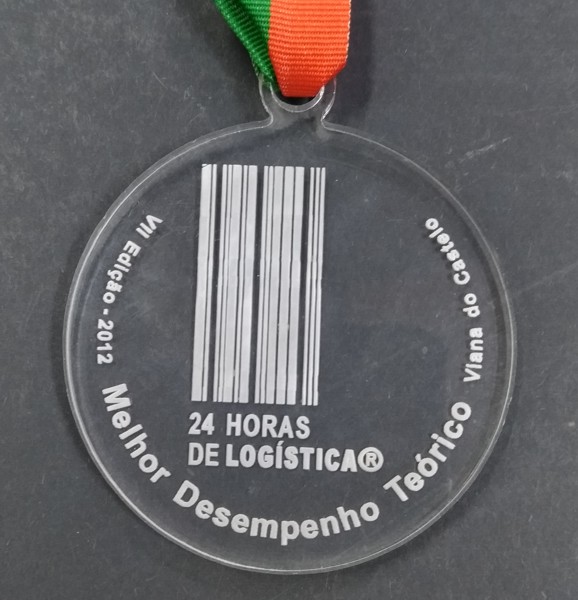 24 HORAS
DE LOGÍSTICA®
VII Edição - 2012
Melhor Desempenho Teórico
Viana do Castelo